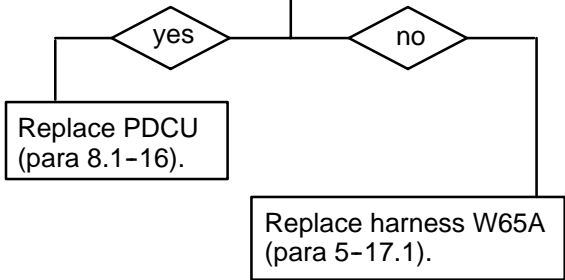 yes
no
Replace PDCU
(para 8.1-16).
Replace harness W65A
(para 5-17.1).